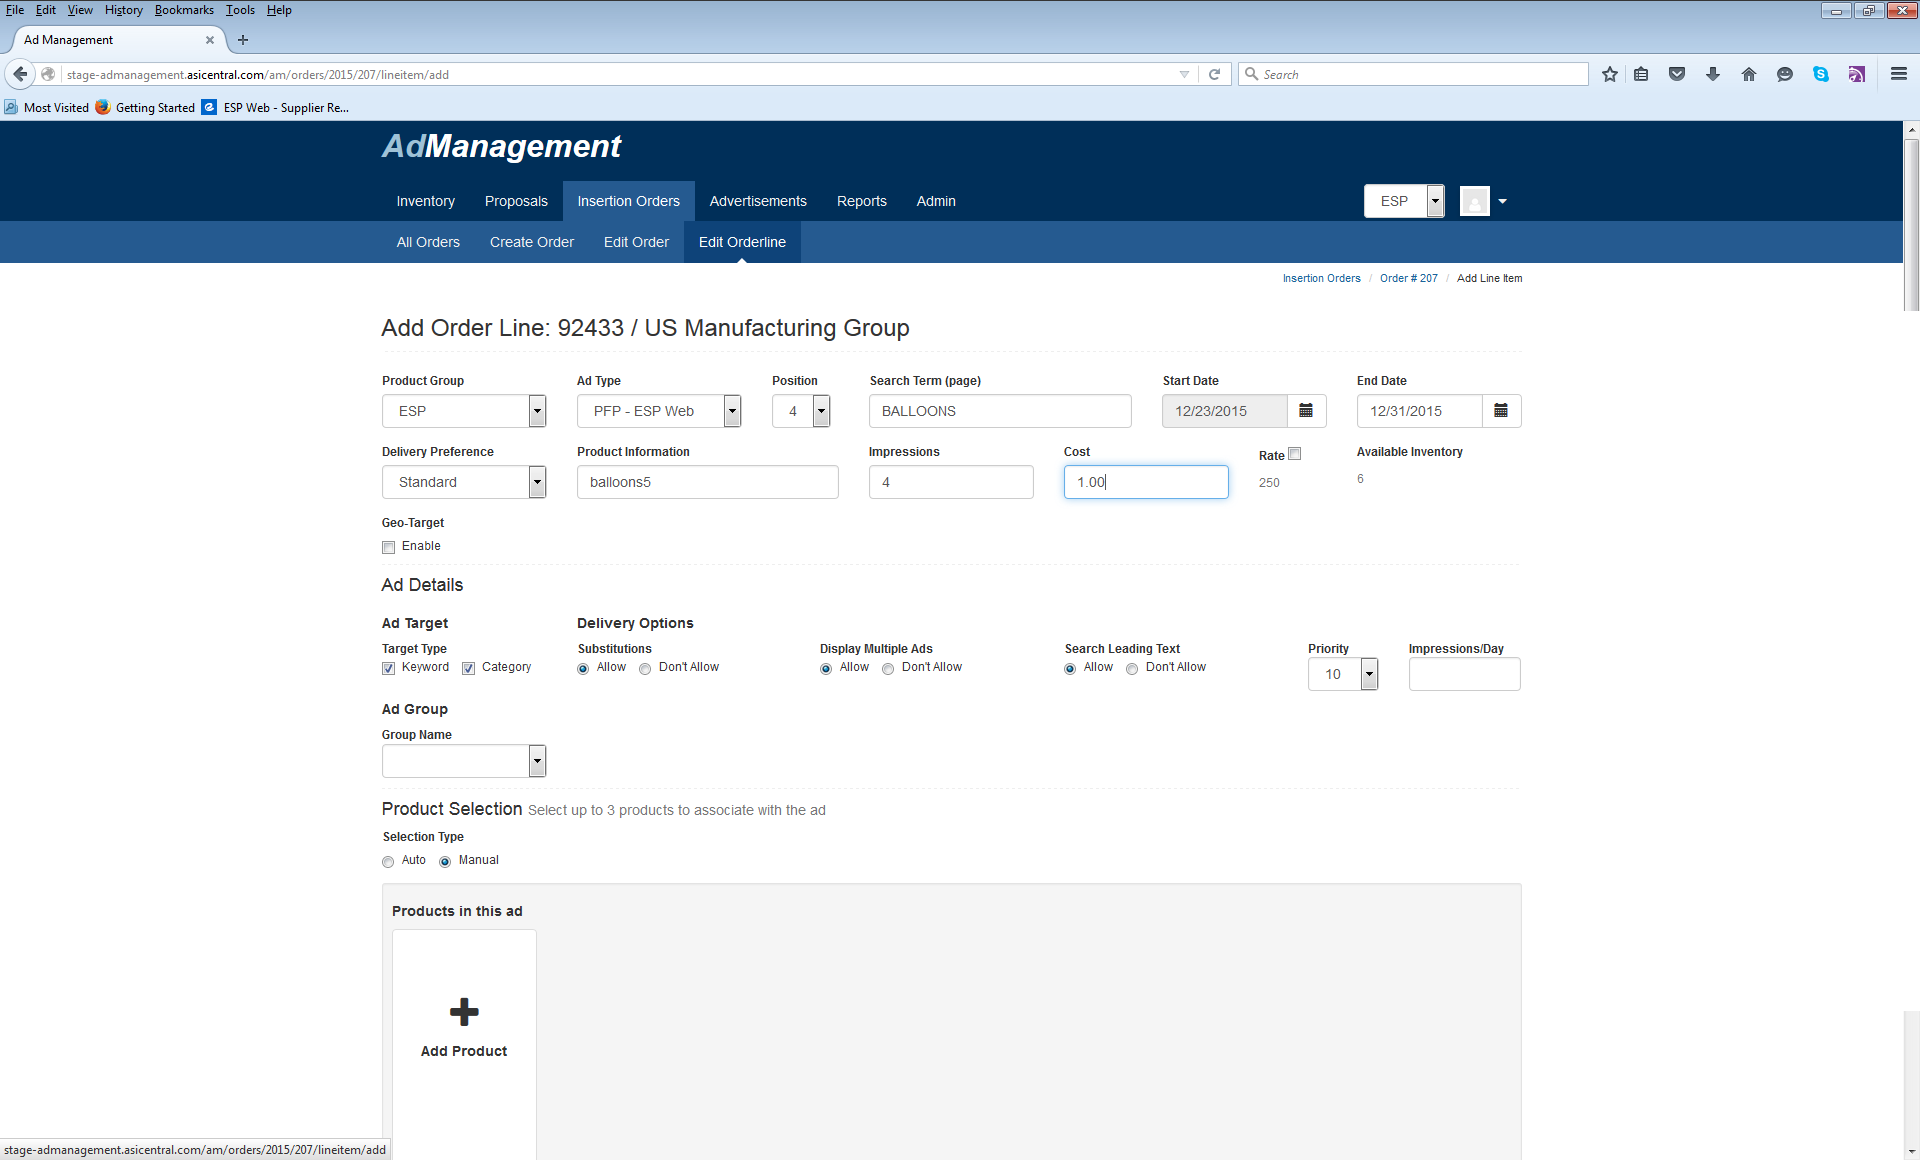 File Edit View History Bookmarks Tools Help
Ad Management
stage-admanagement.asicentral.com/am/orders/2015/207/lineitem/add
Search
Most Visited Getting Started ESP Web - Supplier Re...
AdManagement
Inventory Proposals Insertion Orders Advertisements Reports Admin ESP
All Orders Create Order Edit Order Edit Orderline
Insertion Orders / Order # 207 / Add Line Item
Add Order Line: 92433 / US Manufacturing Group
Product Group Ad Type Position Search Term (page) Start Date End Date
ESP PFP - ESP Web 4 BALLOONS 12/23/2015 12/31/2015
Delivery Preference Product Information Impressions Cost Rate Available Inventory
Standard balloons5 4 1.00 250 6
Geo-Target
Enable
Ad Details
Ad Target Delivery Options
Target Type Substitutions Display Multiple Ads Search Leading Text Priority Impressions/Day
Keyword Category Allow Don't Allow Allow Don't Allow Allow Don't Allow 10
Ad Group
Group Name
Product Selection Select up to 3 products to associate with the ad
Selection Type
Auto Manual
Products in this ad
Add Product
stage-admanagement.asicentral.com/am/orders/2015/207/lineitem/add